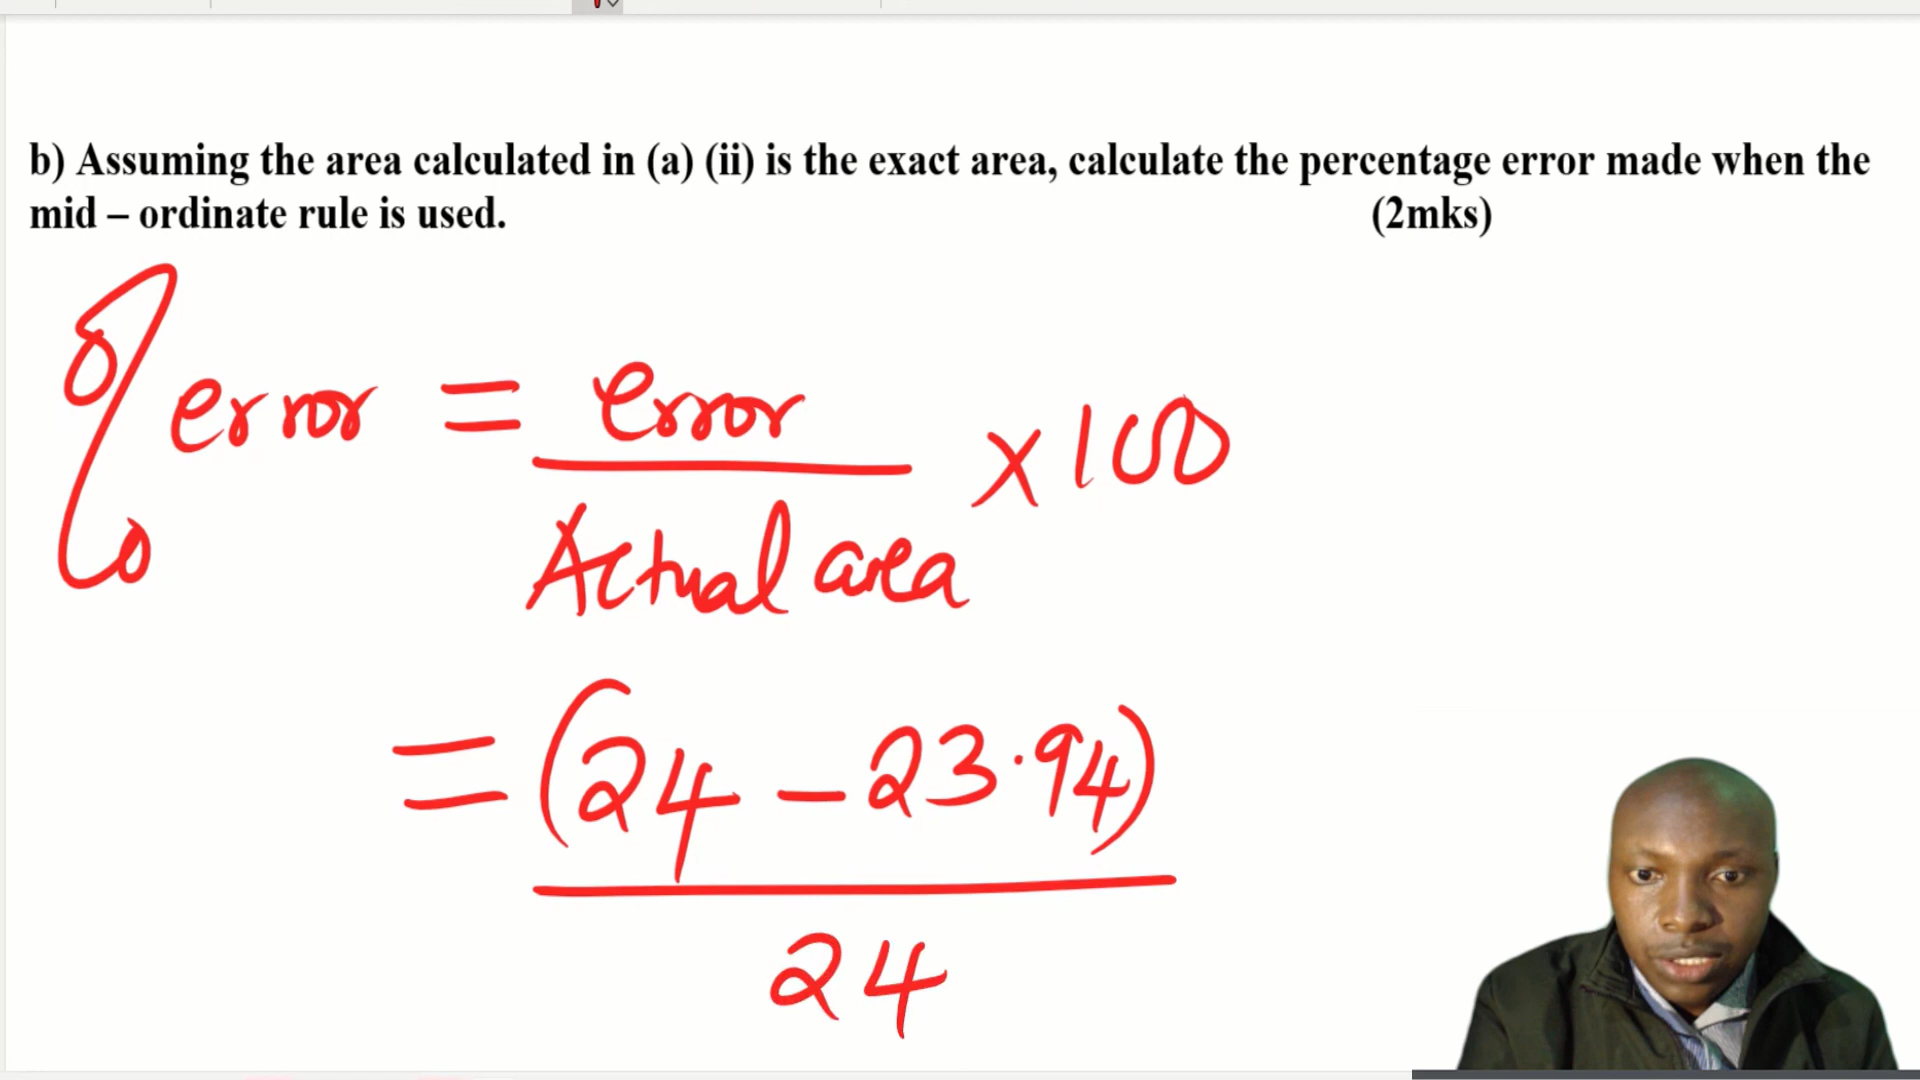 b) Assuming the area calculated in (a) (ii) is the exact area, calculate the percentage error made when the
mid – ordinate rule is used. (2mks)
% error = error / Actual area × 100
= (24 – 23.94) / 24